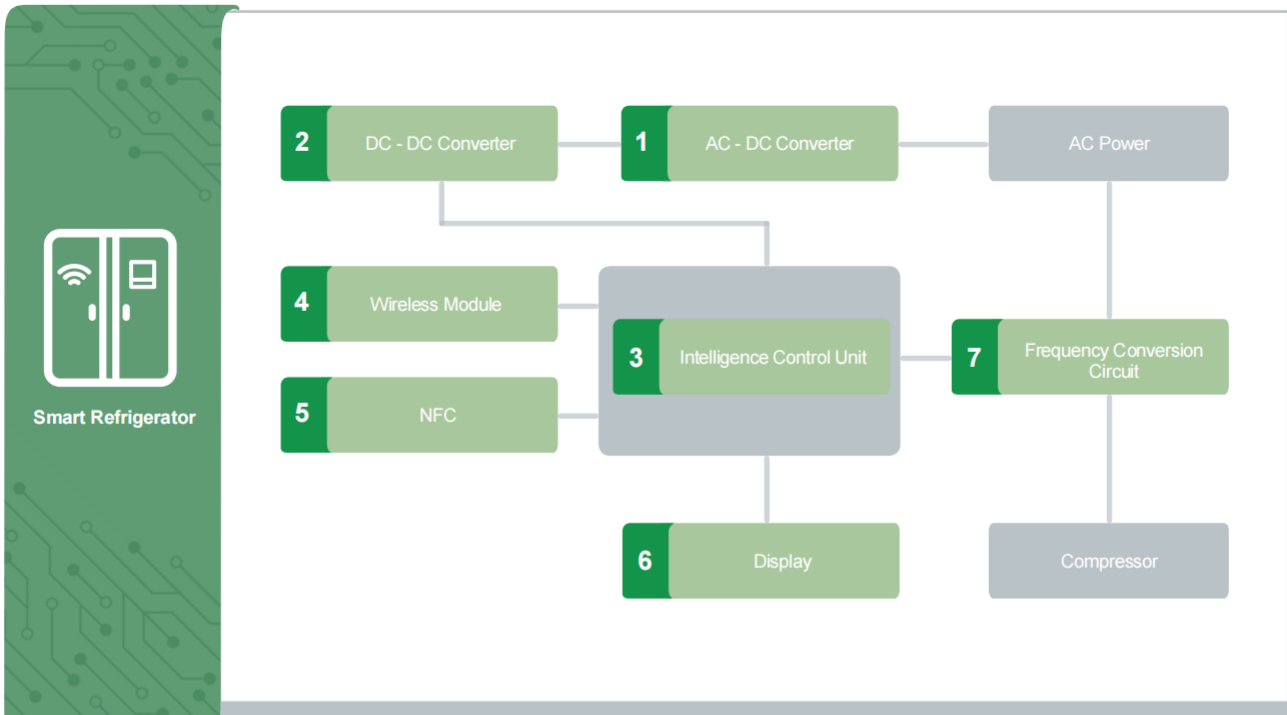 Smart Refrigerator
2
DC - DC Converter
1
AC - DC Converter
AC Power
4
Wireless Module
3
Intelligence Control Unit
7
Frequency Conversion
Circuit
5
NFC
6
Display
Compressor